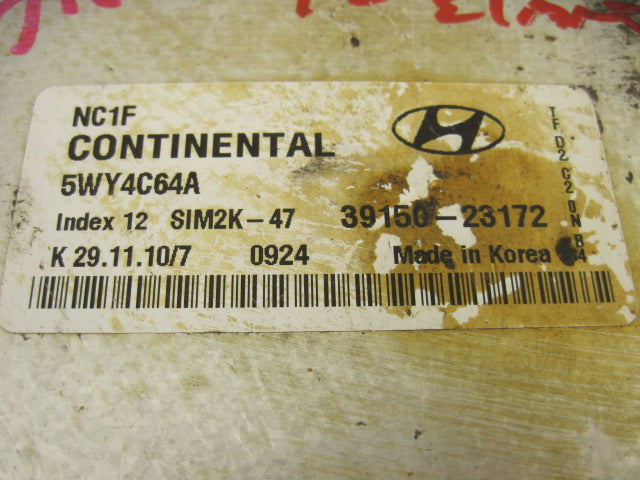 NC1F
CONTINENTAL
5WY4C64A
Index 12 SIM2K-47 39150-23172
K 29.11.10/7 0924 Made in Korea